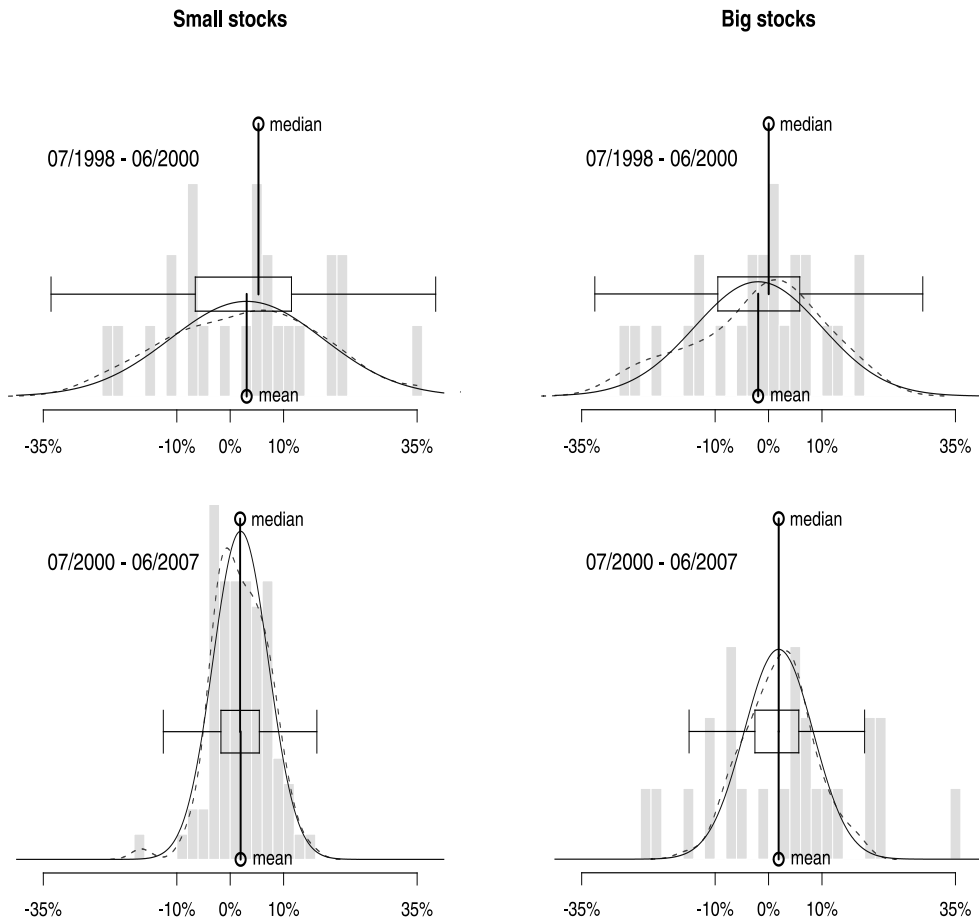 Small stocks
Big stocks
median
07/1998 - 06/2000
mean
-35% -10% 0% 10% 35%
median
07/1998 - 06/2000
mean
-35% -10% 0% 10% 35%
median
07/2000 - 06/2007
mean
-35% -10% 0% 10% 35%
median
07/2000 - 06/2007
mean
-35% -10% 0% 10% 35%